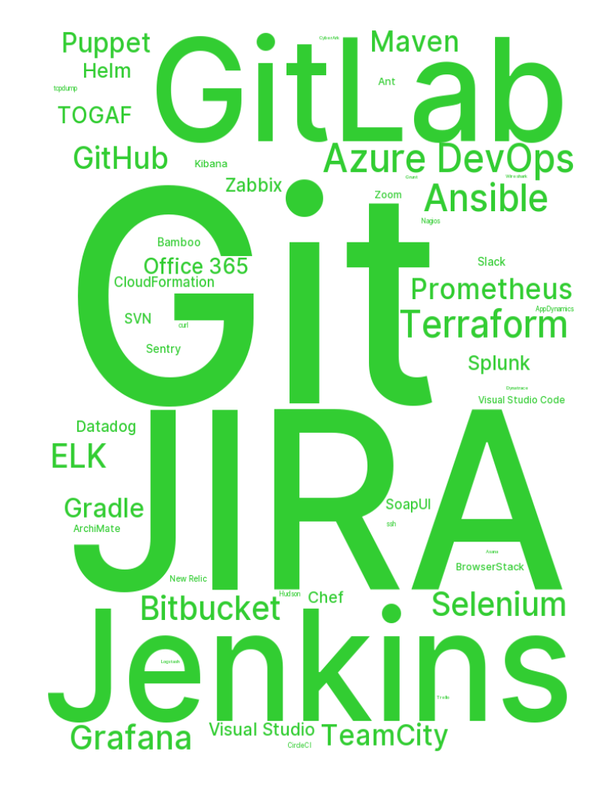 Puppet
GitLab
Maven
Helm
Ant
tcpdump
TOGAF
GitHub
Kibana
Azure DevOps
Zabbix
Zoom
Ansible
Nagios
Git
Bamboo
Office 365
CloudFormation
Slack
Prometheus
AppDynamics
SVN
curl
Terraform
Sentry
Splunk
Visual Studio Code
JIRA
Datadog
ELK
Gradle
SoapUI
ArchiMate
ssh
BrowserStack
New Relic
Hudson
Chef
Bitbucket
Selenium
Jenkins
Logstash
Grafana
Visual Studio
TeamCity
CircleCI